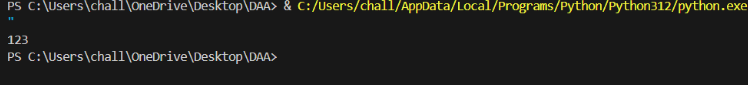 PS C:\Users\chall\OneDrive\Desktop\DAA> & C:/Users/chall/AppData/Local/Programs/Python/Python312/python.exe
"
123
PS C:\Users\chall\OneDrive\Desktop\DAA>